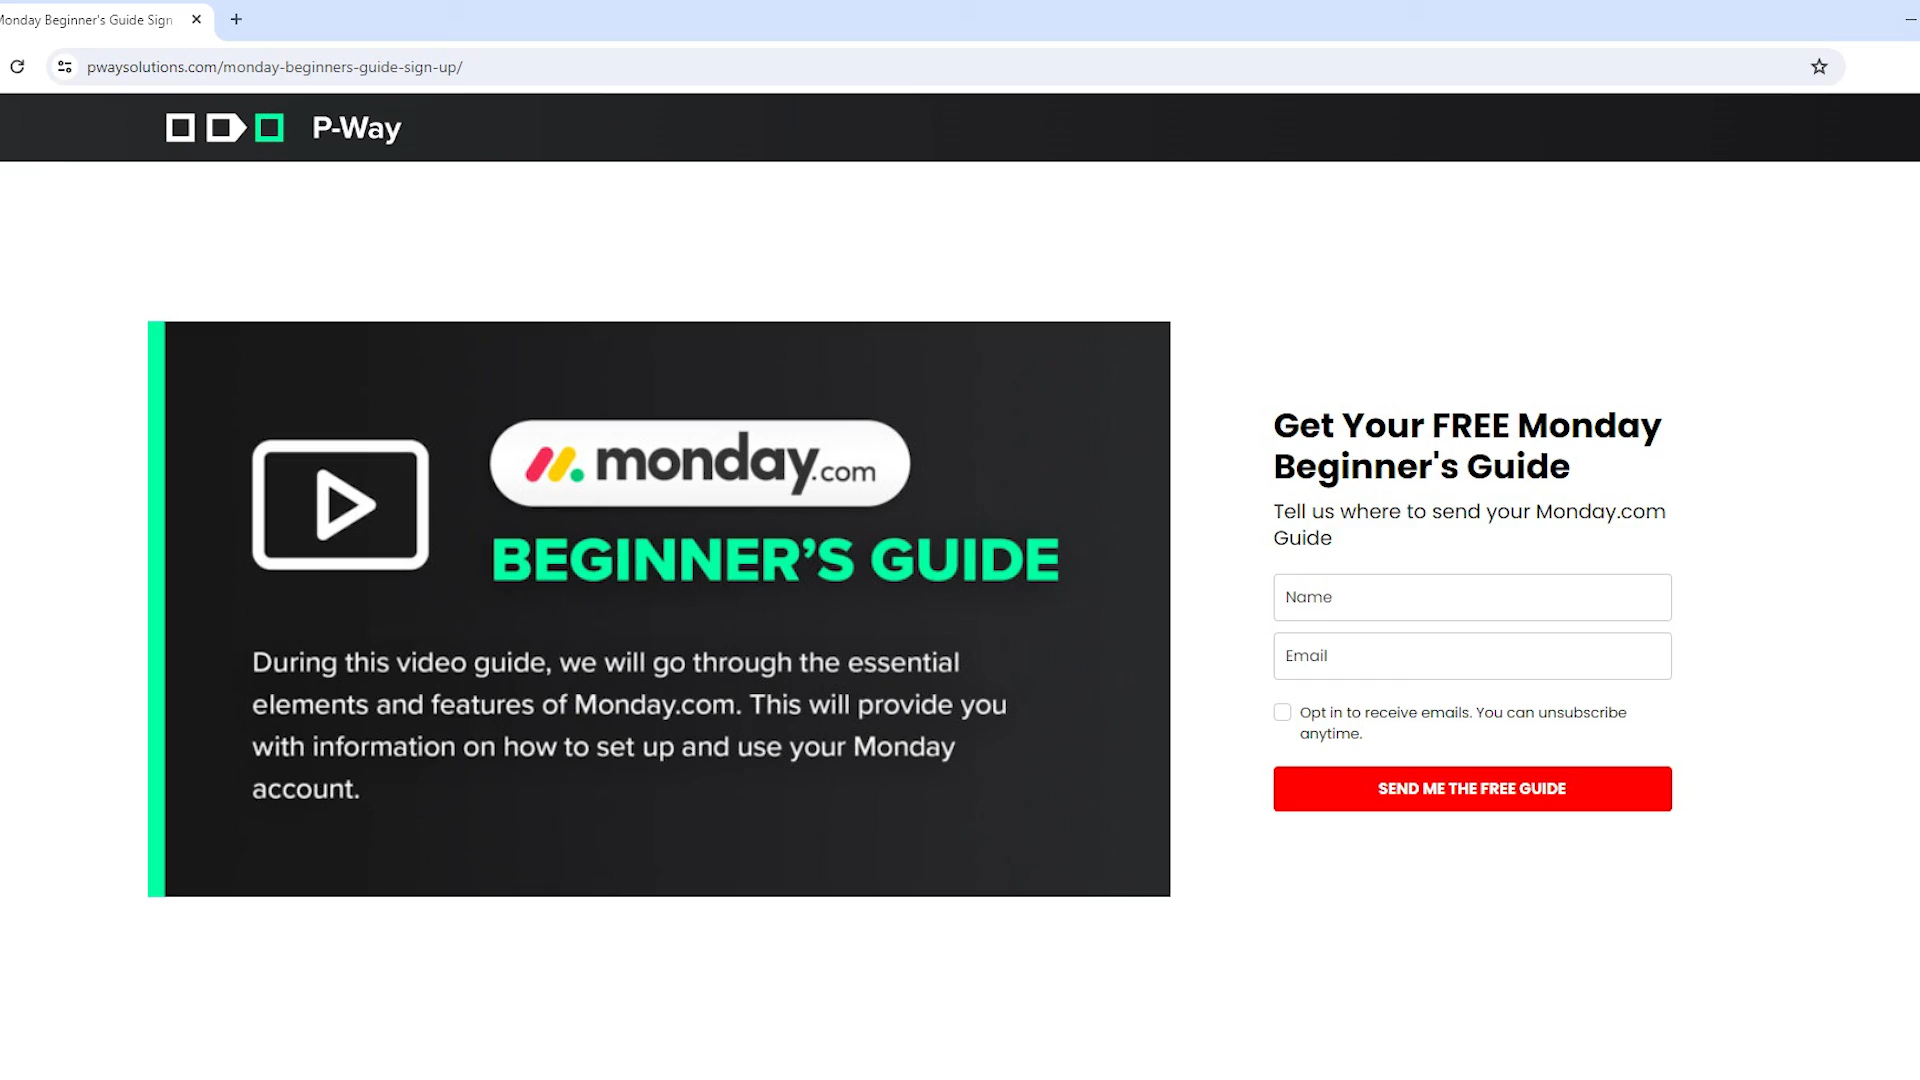 Monday Beginner's Guide Sign
pwaysolutions.com/monday-beginners-guide-sign-up/
P-Way
monday.com
BEGINNER’S GUIDE
During this video guide, we will go through the essential
elements and features of Monday.com. This will provide you
with information on how to set up and use your Monday
account.
Get Your FREE Monday
Beginner's Guide
Tell us where to send your Monday.com
Guide
Name
Email
Opt in to receive emails. You can unsubscribe
anytime.
SEND ME THE FREE GUIDE